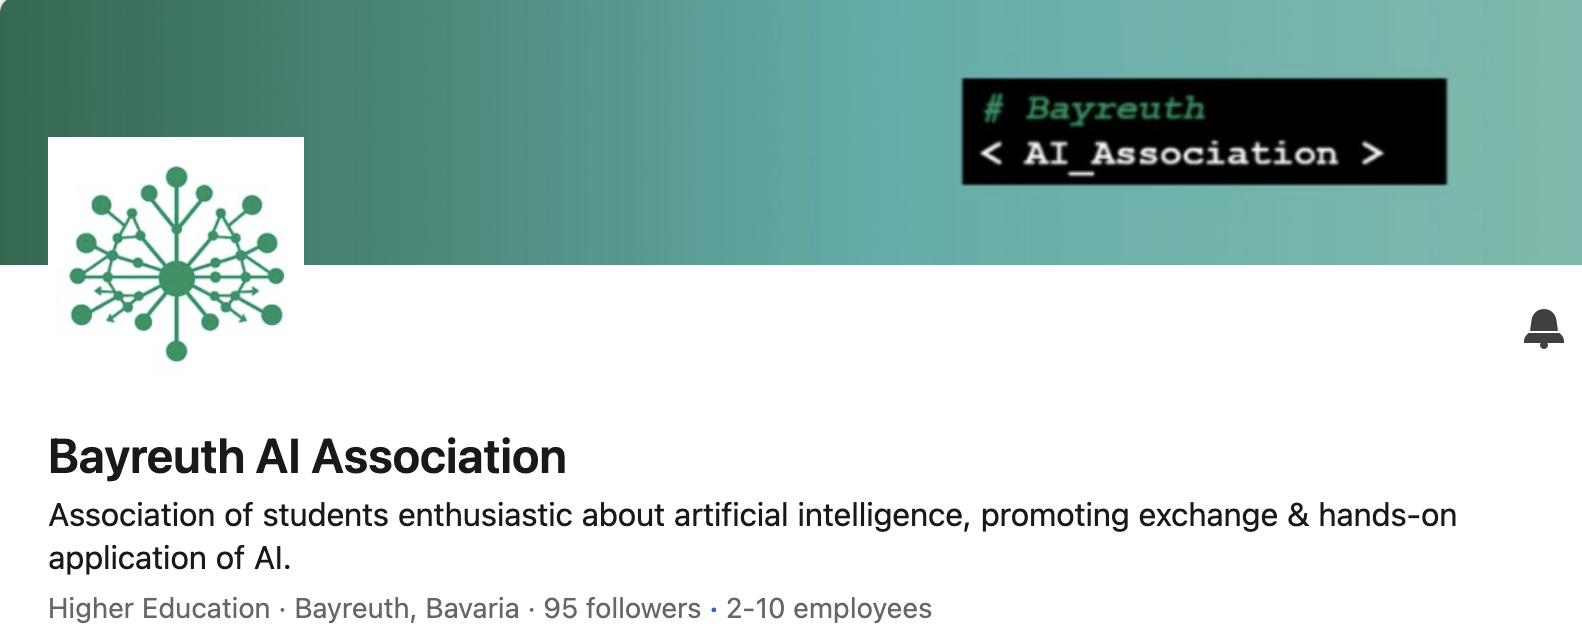 # Bayreuth
< AI_Association >
Bayreuth AI Association
Association of students enthusiastic about artificial intelligence, promoting exchange & hands-on
application of AI.
Higher Education · Bayreuth, Bavaria · 95 followers · 2-10 employees